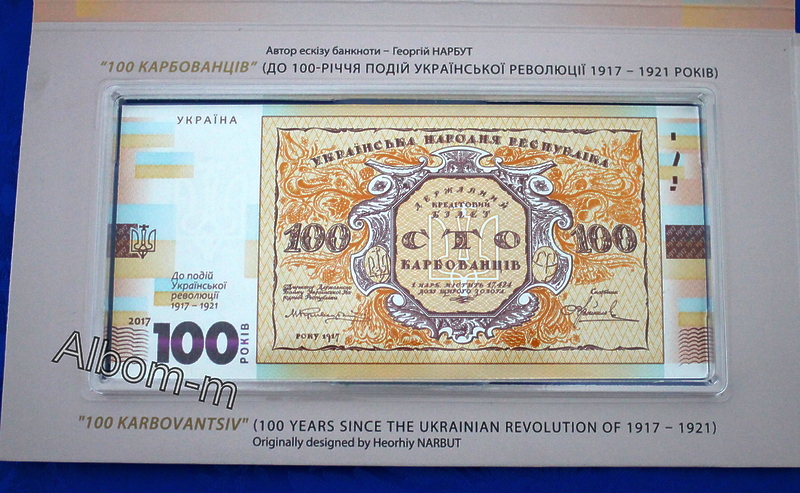 Автор ескізу банкноти – Георгій НАРБУТ
“100 КАРБОВАНЦІВ” (ДО 100-РІЧЧЯ ПОДІЙ УКРАЇНСЬКОЇ РЕВОЛЮЦІЇ 1917 – 1921 РОКІВ)
УКРАЇНА
УКРАЇНСЬКА НАРОДНЯ РЕСПУБЛІКА
ДЕРЖАВНИЙ
КРЕДІТОВИЙ
БІЛЕТ
100 СТО 100
КАРБОВАНЦІВ
1 КАРБ. МІСТИТЬ 17,424
ДОЛІ ЩИРОГО ЗОЛОТА
РОКУ 1917
До подій
Української
революції
1917 – 1921
2017
100 РОКІВ
Albom-m
"100 KARBOVANTSIV" (100 YEARS SINCE THE UKRAINIAN REVOLUTION OF 1917 – 1921)
Originally designed by Heorhiy NARBUT